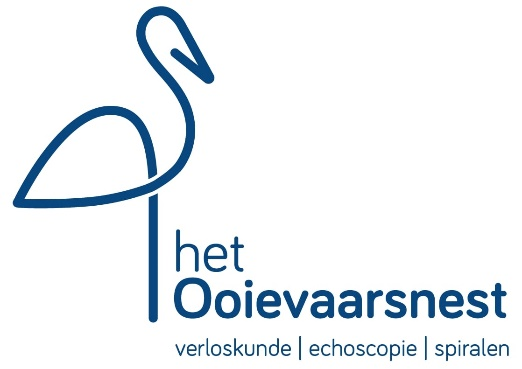 het
Ooievaarsnest
verloskunde | echoscopie | spiralen